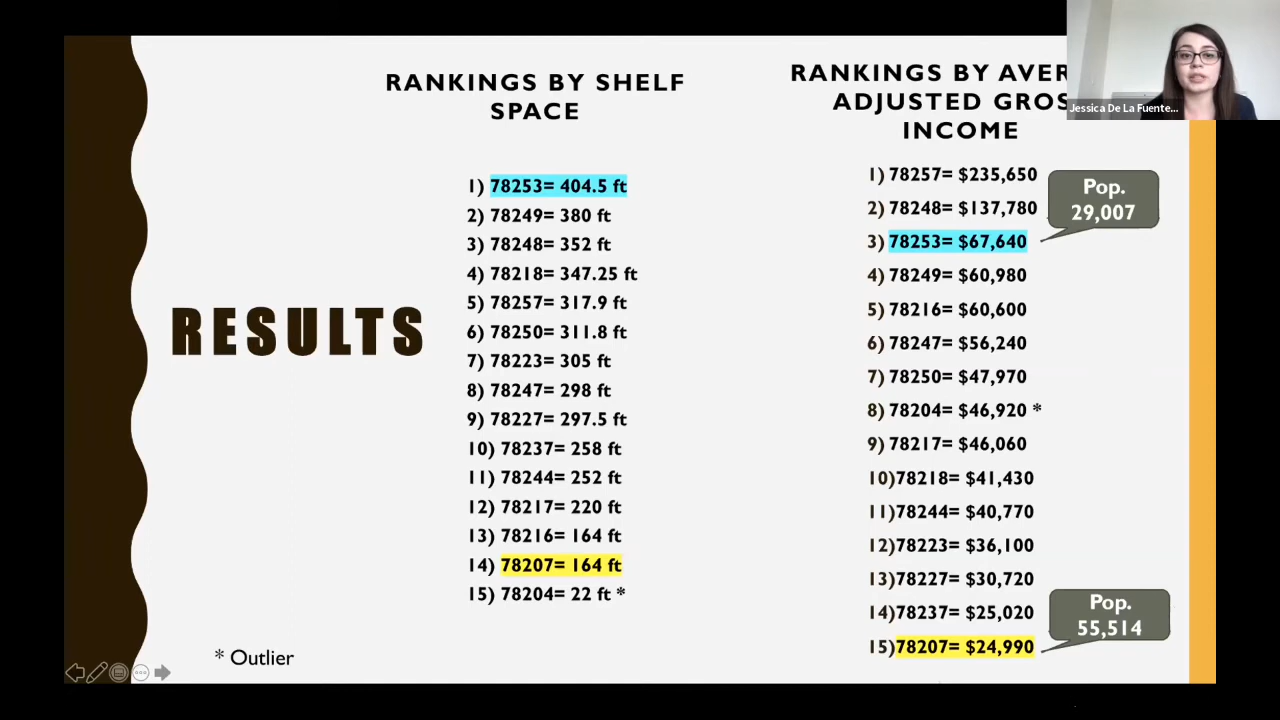 RESULTS
RANKINGS BY SHELF
SPACE
1) 78253= 404.5 ft
2) 78249= 380 ft
3) 78248= 352 ft
4) 78218= 347.25 ft
5) 78257= 317.9 ft
6) 78250= 311.8 ft
7) 78223= 305 ft
8) 78247= 298 ft
9) 78227= 297.5 ft
10) 78237= 258 ft
11) 78244= 252 ft
12) 78217= 220 ft
13) 78216= 164 ft
14) 78207= 164 ft
15) 78204= 22 ft *
* Outlier
RANKINGS BY AVER
ADJUSTED GROS
INCOME
1) 78257= $235,650
2) 78248= $137,780
3) 78253= $67,640
4) 78249= $60,980
5) 78216= $60,600
6) 78247= $56,240
7) 78250= $47,970
8) 78204= $46,920 *
9) 78217= $46,060
10)78218= $41,430
11)78244= $40,770
12)78223= $36,100
13)78227= $30,720
14)78237= $25,020
15)78207= $24,990
Pop.
29,007
Pop.
55,514
Jessica De La Fuente...